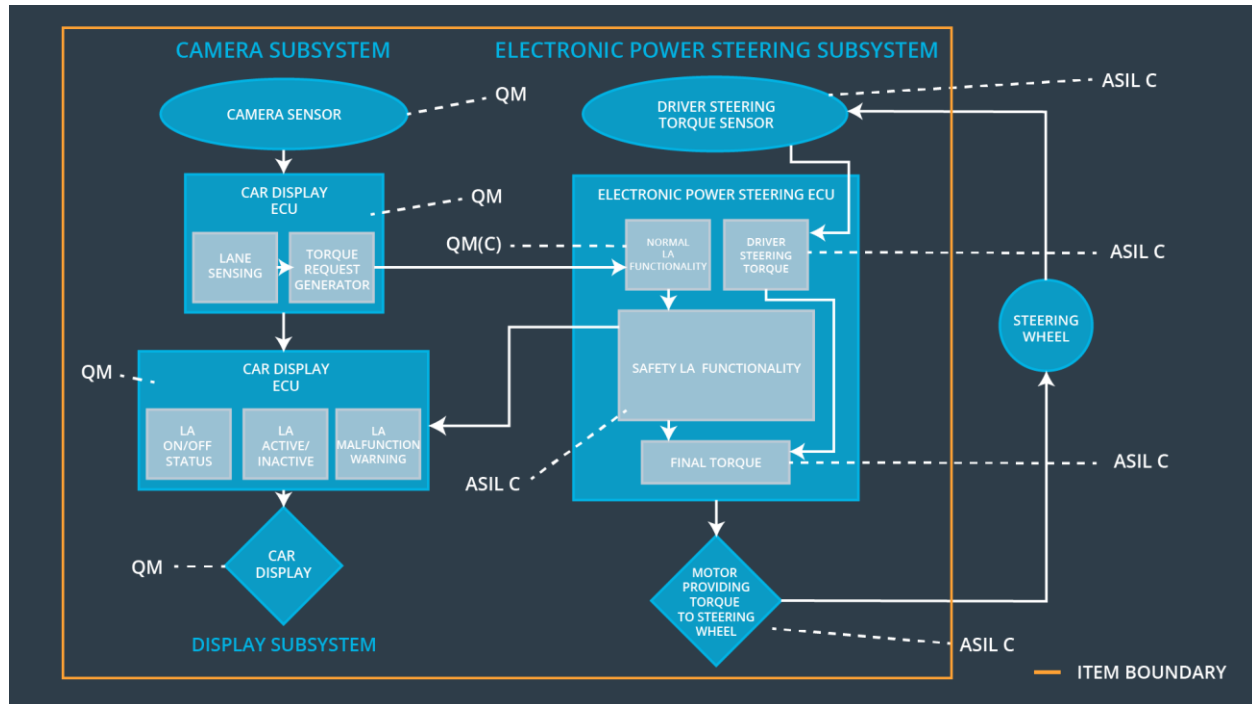 CAMERA SUBSYSTEM
ELECTRONIC POWER STEERING SUBSYSTEM
CAMERA SENSOR
QM
DRIVER STEERING
TORQUE SENSOR
ASIL C
CAR DISPLAY
ECU
QM
LANE
SENSING
TORQUE
REQUEST
GENERATOR
QM(C)
ELECTRONIC POWER STEERING ECU
NORMAL
LA
FUNCTIONALITY
DRIVER
STEERING
TORQUE
ASIL C
STEERING
WHEEL
CAR DISPLAY
ECU
QM
LA
ON/OFF
STATUS
LA
ACTIVE/
INACTIVE
LA
MALFUNCTION
WARNING
SAFETY LA FUNCTIONALITY
ASIL C
FINAL TORQUE
ASIL C
CAR
DISPLAY
QM
DISPLAY SUBSYSTEM
MOTOR
PROVIDING
TORQUE
TO STEERING
WHEEL
ASIL C
ITEM BOUNDARY